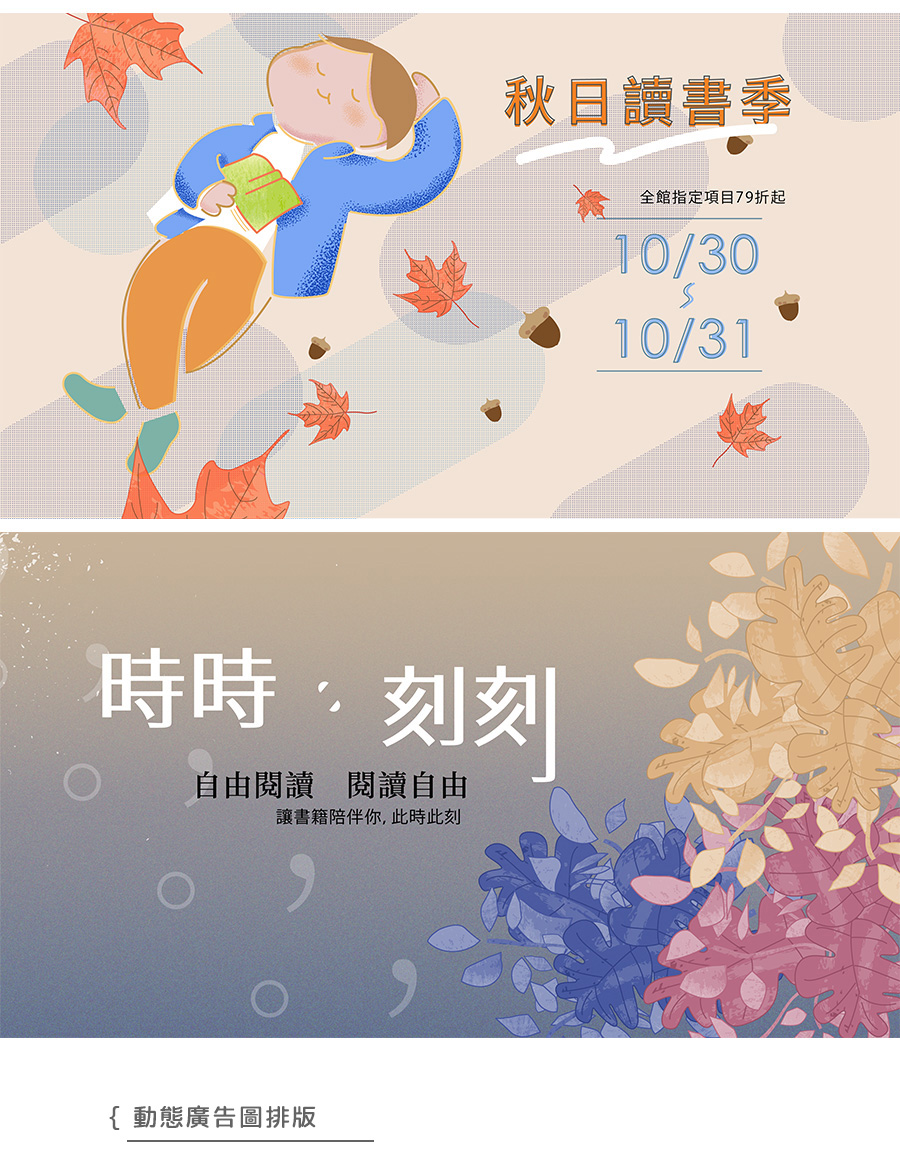 秋日讀書季
全館指定項目79折起
10/30
~
10/31
時時、刻刻
自由閱讀 閱讀自由
讓書籍陪伴你, 此時此刻
{ 動態廣告圖排版